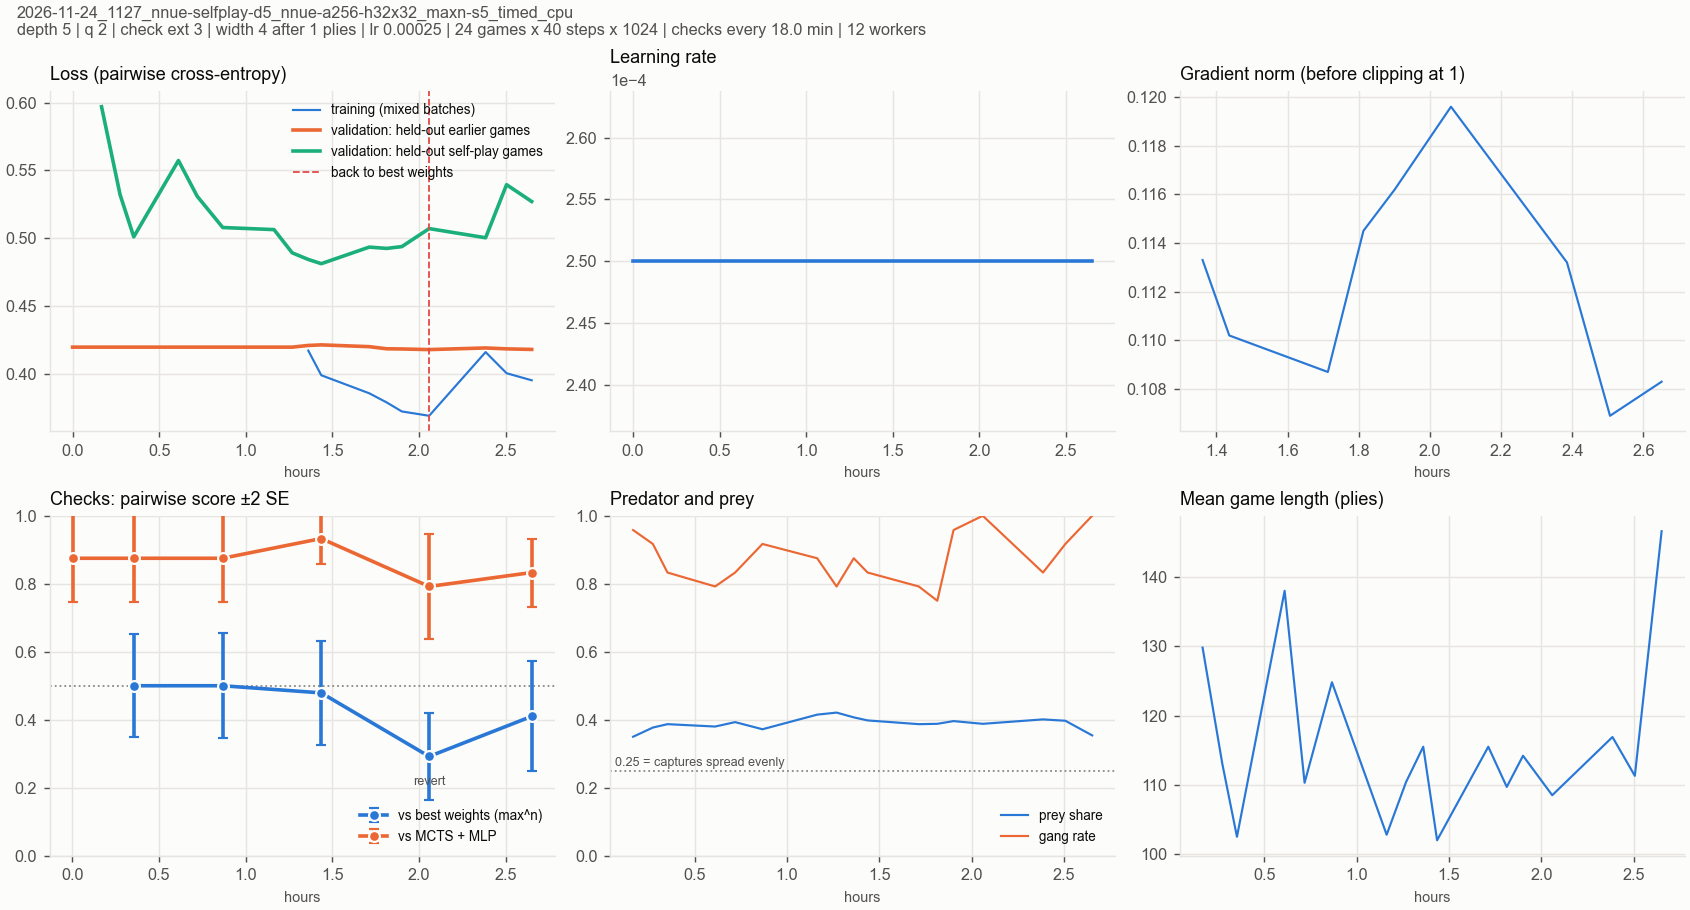 2026-11-24_1127_nnue-selfplay-d5_nnue-a256-h32x32_maxn-s5_timed_cpu
depth 5 | q 2 | check ext 3 | width 4 after 1 plies | lr 0.00025 | 24 games x 40 steps x 1024 | checks every 18.0 min | 12 workers
Loss (pairwise cross-entropy)
0.60
0.55
0.50
0.45
0.40
training (mixed batches)
validation: held-out earlier games
validation: held-out self-play games
back to best weights
0.0 0.5 1.0 1.5 2.0 2.5
hours
Learning rate
1e−4
2.60
2.55
2.50
2.45
2.40
0.0 0.5 1.0 1.5 2.0 2.5
hours
Gradient norm (before clipping at 1)
0.120
0.118
0.116
0.114
0.112
0.110
0.108
1.4 1.6 1.8 2.0 2.2 2.4 2.6
hours
Checks: pairwise score ±2 SE
1.0
0.8
0.6
0.4
0.2
0.0
revert
vs best weights (max^n)
vs MCTS + MLP
0.0 0.5 1.0 1.5 2.0 2.5
hours
Predator and prey
1.0
0.8
0.6
0.4
0.2
0.0
0.25 = captures spread evenly
prey share
gang rate
0.5 1.0 1.5 2.0 2.5
hours
Mean game length (plies)
140
130
120
110
100
0.5 1.0 1.5 2.0 2.5
hours